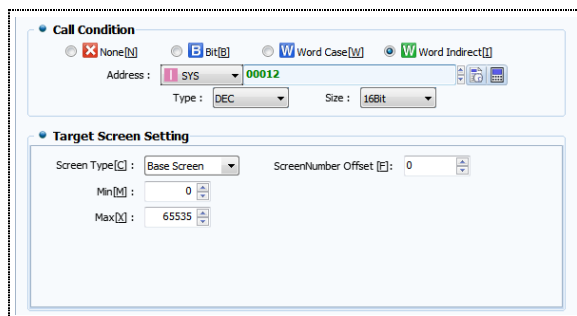 Call Condition
None[N] B Bit[B] W Word Case[W] W Word Indirect[I]
Address : I SYS 00012
Type : DEC Size : 16Bit
Target Screen Setting
Screen Type[C] : Base Screen ScreenNumber Offset [F]: 0
Min[M] : 0
Max[X] : 65535